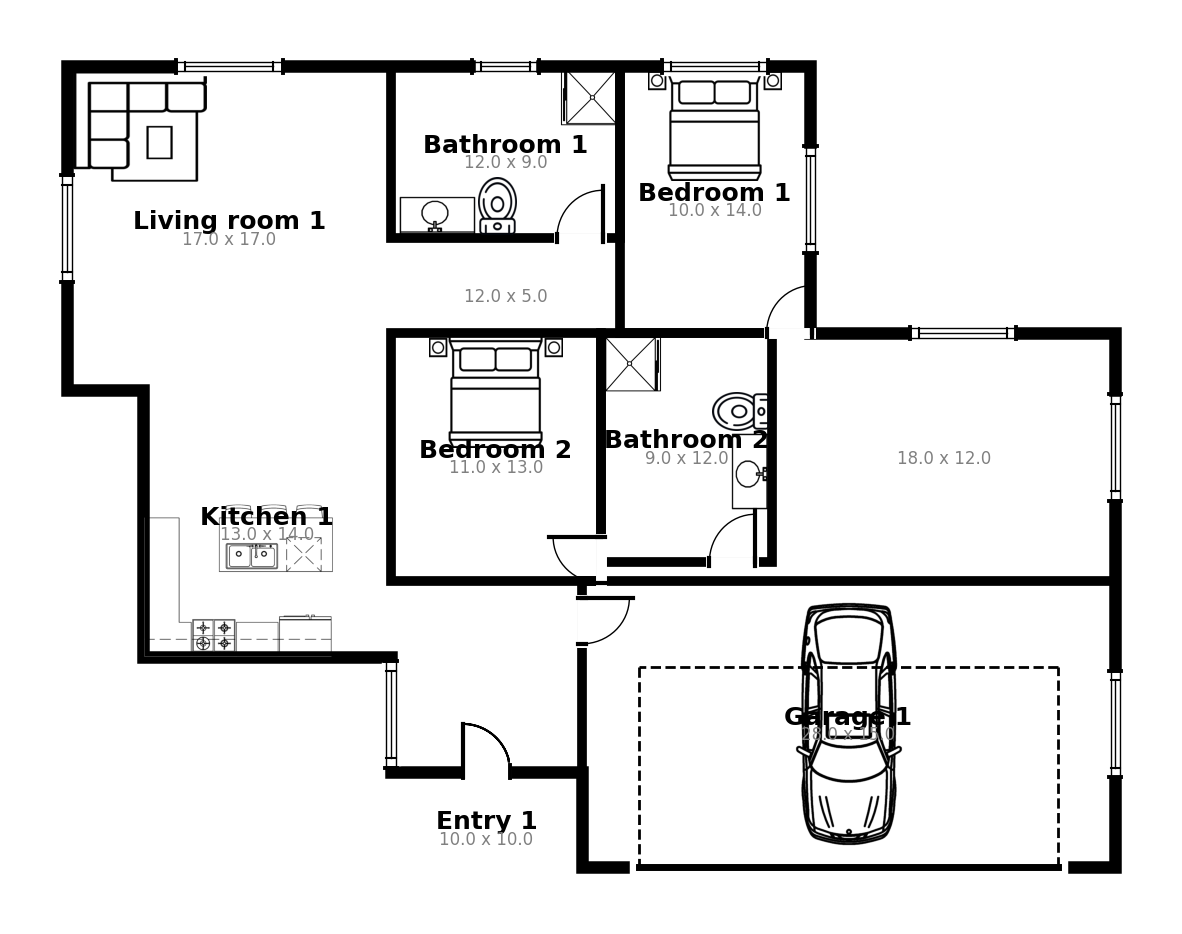 Bathroom 1
12.0 x 9.0
Bedroom 1
10.0 x 14.0
Living room 1
17.0 x 17.0
12.0 x 5.0
Bedroom 2
11.0 x 13.0
Bathroom 2
9.0 x 12.0
18.0 x 12.0
Kitchen 1
13.0 x 14.0
Garage 1
28.0 x 15.0
Entry 1
10.0 x 10.0